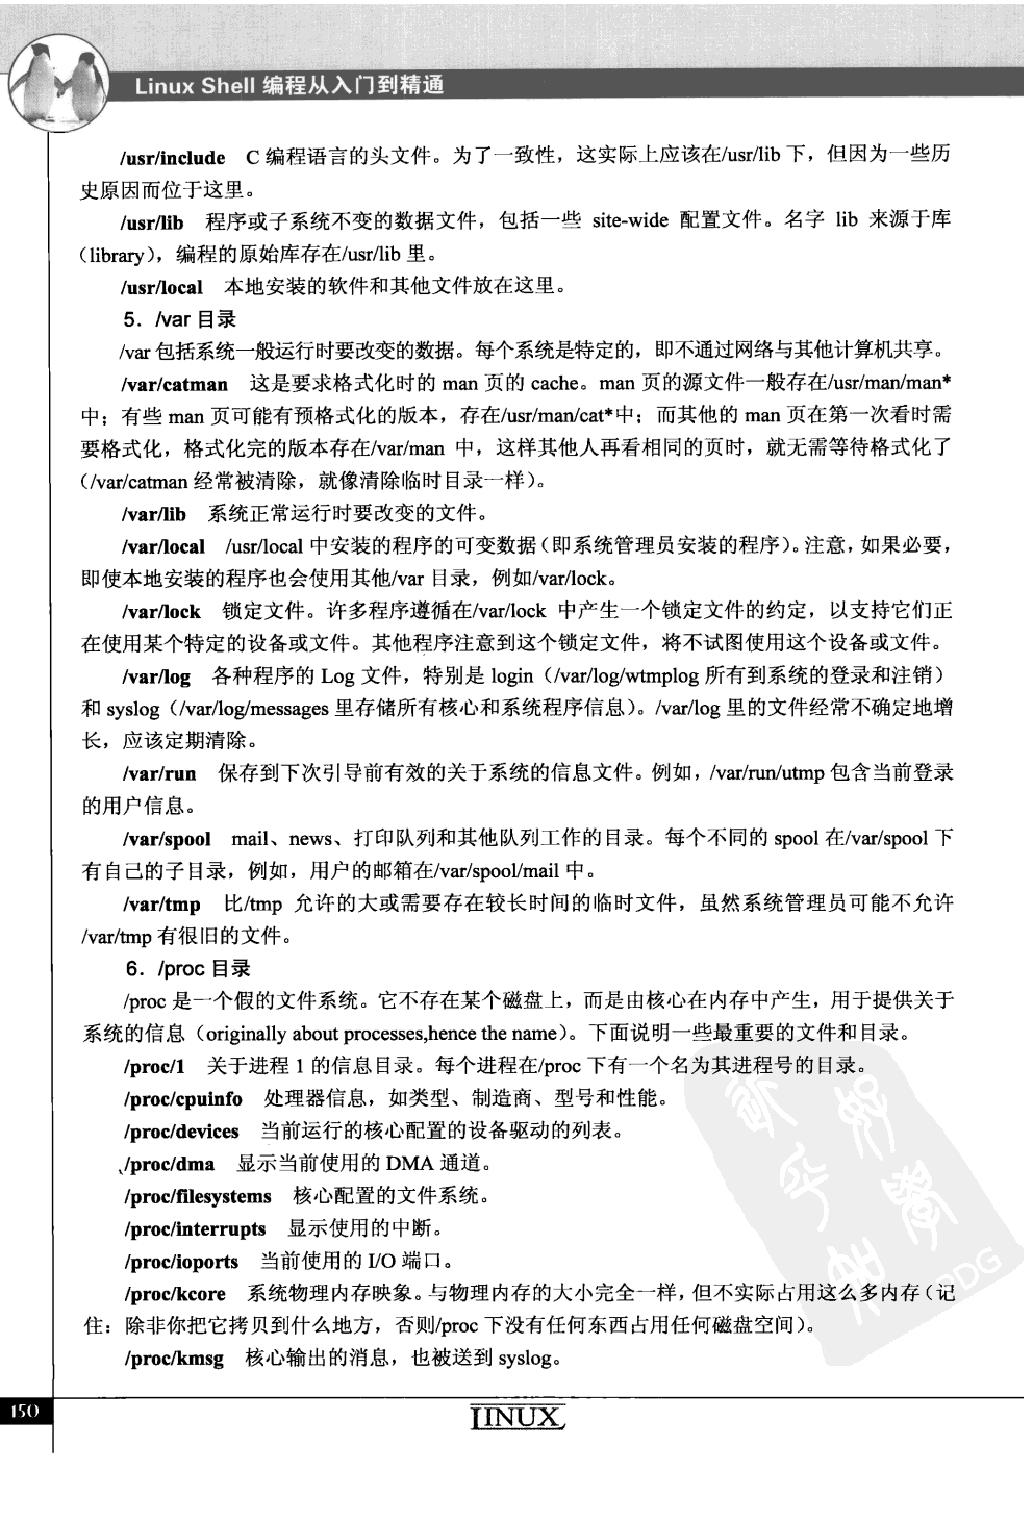 Linux Shell 编程从入门到精通
/usr/include C 编程语言的头文件。为了一致性，这实际上应该在/usr/lib 下，但因为一些历
史原因而位于这里。
/usr/lib 程序或子系统不变的数据文件，包括一些 site-wide 配置文件。名字 lib 来源于库
（library），编程的原始库存在/usr/lib 里。
/usr/local 本地安装的软件和其他文件放在这里。
5．/var 目录
/var 包括系统一般运行时要改变的数据。每个系统是特定的，即不通过网络与其他计算机共享。
/var/catman 这是要求格式化时的 man 页的 cache。man 页的源文件一般存在/usr/man/man*
中；有些 man 页可能有预格式化的版本，存在/usr/man/cat*中；而其他的 man 页在第一次看时需
要格式化，格式化完的版本存在/var/man 中，这样其他人再看相同的页时，就无需等待格式化了
（/var/catman 经常被清除，就像清除临时目录一样）。
/var/lib 系统正常运行时要改变的文件。
/var/local /usr/local 中安装的程序的可变数据（即系统管理员安装的程序）。注意，如果必要，
即使本地安装的程序也会使用其他/var 目录，例如/var/lock。
/var/lock 锁定文件。许多程序遵循在/var/lock 中产生一个锁定文件的约定，以支持它们正
在使用某个特定的设备或文件。其他程序注意到这个锁定文件，将不试图使用这个设备或文件。
/var/log 各种程序的 Log 文件，特别是 login（/var/log/wtmplog 所有到系统的登录和注销）
和 syslog（/var/log/messages 里存储所有核心和系统程序信息）。/var/log 里的文件经常不确定地增
长，应该定期清除。
/var/run 保存到下次引导前有效的关于系统的信息文件。例如，/var/run/utmp 包含当前登录
的用户信息。
/var/spool mail、news、打印队列和其他队列工作的目录。每个不同的 spool 在/var/spool 下
有自己的子目录，例如，用户的邮箱在/var/spool/mail 中。
/var/tmp 比/tmp 允许的大或需要存在较长时间的临时文件，虽然系统管理员可能不允许
/var/tmp 有很旧的文件。
6．/proc 目录
/proc 是一个假的文件系统。它不存在某个磁盘上，而是由核心在内存中产生，用于提供关于
系统的信息（originally about processes,hence the name）。下面说明一些最重要的文件和目录。
/proc/1 关于进程 1 的信息目录。每个进程在/proc 下有一个名为其进程号的目录。
/proc/cpuinfo 处理器信息，如类型、制造商、型号和性能。
/proc/devices 当前运行的核心配置的设备驱动的列表。
/proc/dma 显示当前使用的 DMA 通道。
/proc/filesystems 核心配置的文件系统。
/proc/interrupts 显示使用的中断。
/proc/ioports 当前使用的 I/O 端口。
/proc/kcore 系统物理内存映象。与物理内存的大小完全一样，但不实际占用这么多内存（记
住：除非你把它拷贝到什么地方，否则/proc 下没有任何东西占用任何磁盘空间）。
/proc/kmsg 核心输出的消息，也被送到 syslog。
150
LINUX